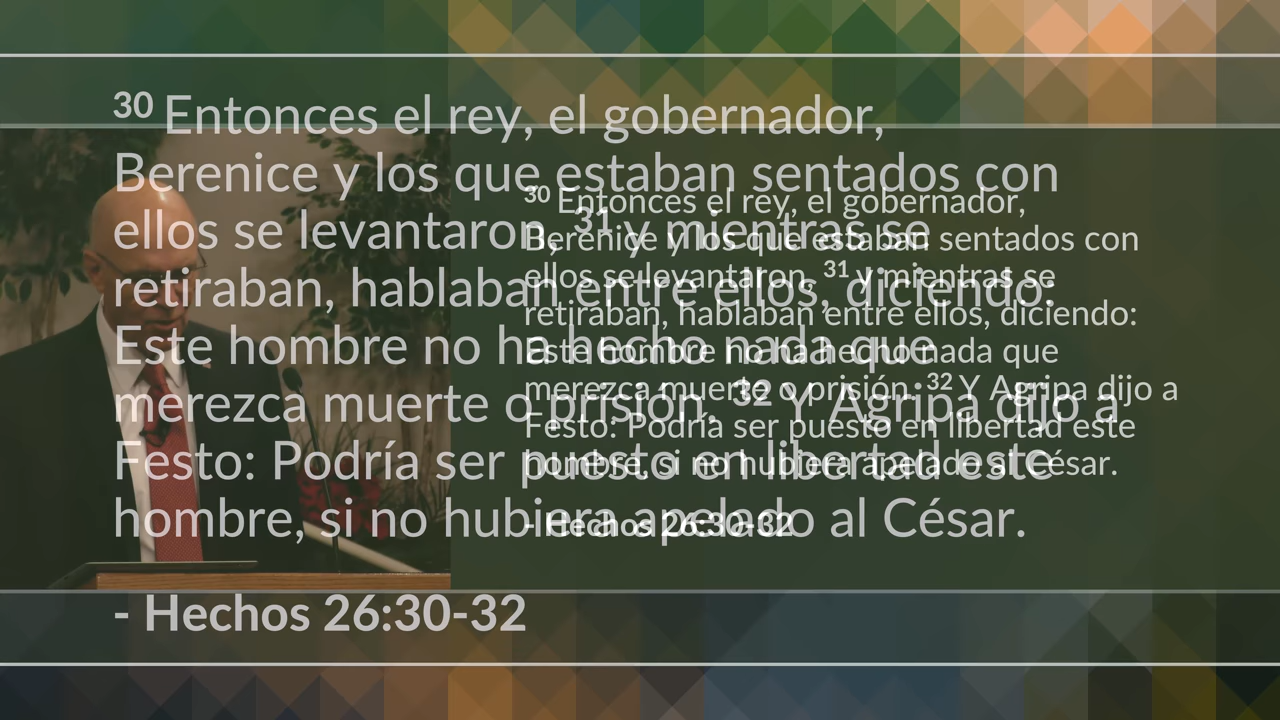 30 Entonces el rey, el gobernador,
Berenice y los que estaban sentados con
ellos se levantaron, 31 y mientras se
retiraban, hablaban entre ellos, diciendo:
Este hombre no ha hecho nada que
merezca muerte o prisión. 32 Y Agripa dijo a
Festo: Podría ser puesto en libertad este
hombre, si no hubiera apelado al César.
- Hechos 26:30-32
30 Entonces el rey, el gobernador,
Berenice y los que estaban sentados con
ellos se levantaron, 31 y mientras se
retiraban, hablaban entre ellos, diciendo:
Este hombre no ha hecho nada que
merezca muerte o prisión. 32 Y Agripa dijo a
Festo: Podría ser puesto en libertad este
hombre, si no hubiera apelado al César.
- Hechos 26:30-32